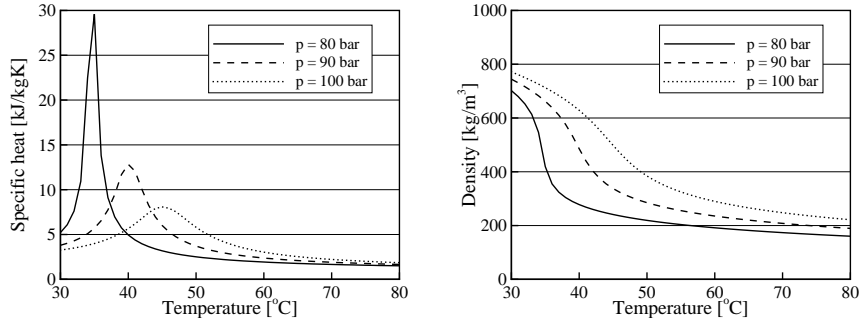 30
25
20
15
10
5
0
30 40 50 60 70 80
Specific heat [kJ/kgK]
Temperature [°C]
p = 80 bar
p = 90 bar
p = 100 bar
1000
800
600
400
200
0
30 40 50 60 70 80
Density [kg/m³]
Temperature [°C]
p = 80 bar
p = 90 bar
p = 100 bar